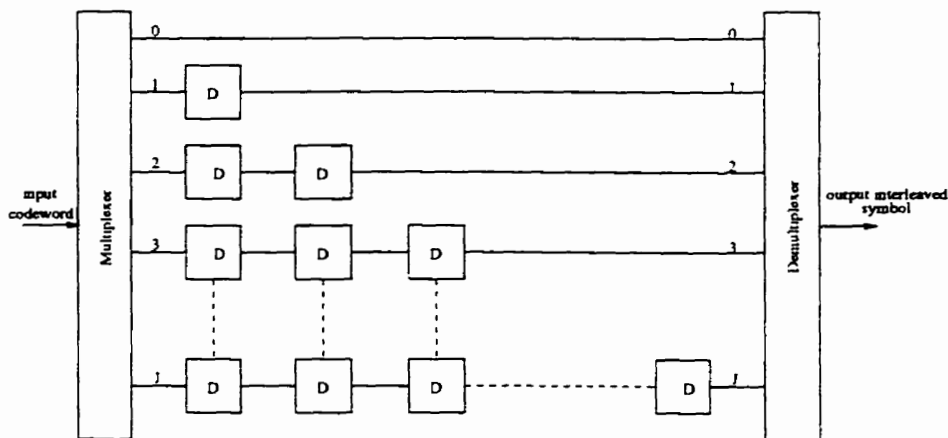 0 0
1 D 1
2 D D 2
input
codeword
Multiplexer
output interleaved
symbol
Demultiplexer
3 D D D 3
J D D D D J